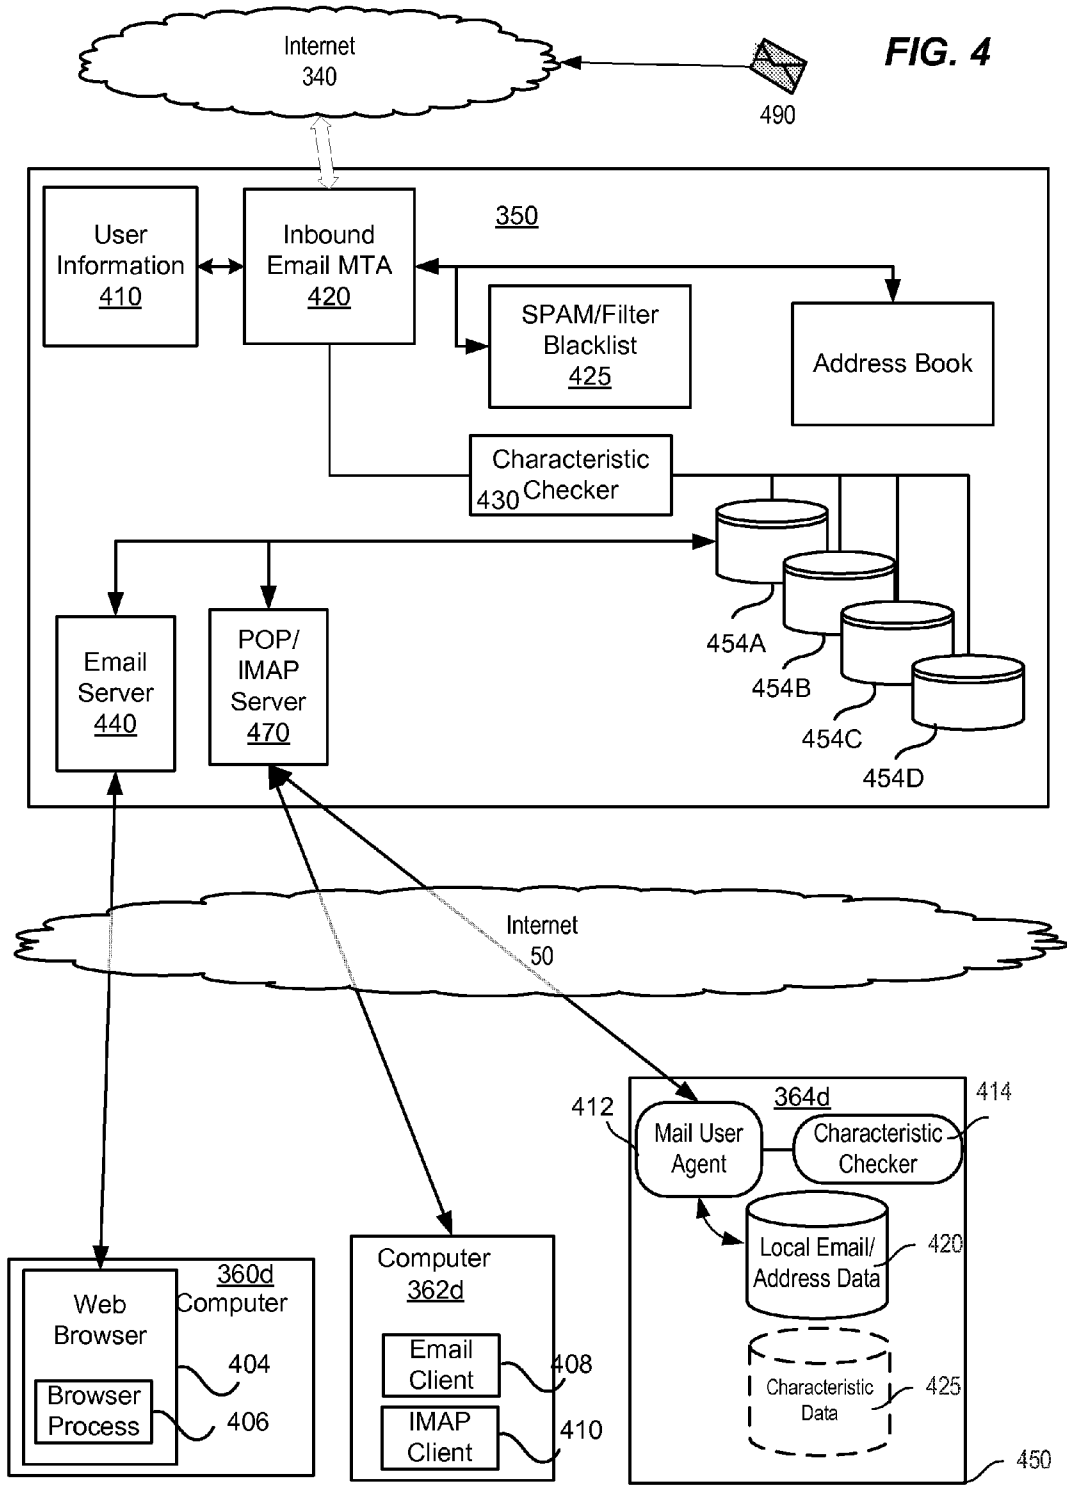 Internet
340
FIG. 4
490
350
User
Information
410
Inbound
Email MTA
420
SPAM/Filter
Blacklist
425
Address Book
Characteristic
Checker
430
454A
454B
454C
454D
Email
Server
440
POP/
IMAP
Server
470
Internet
50
360d
Computer
Web
Browser
404
Browser
Process
406
Computer
362d
Email
Client
408
IMAP
Client
410
364d
412
Mail User
Agent
414
Characteristic
Checker
Local Email/
Address Data
420
Characteristic
Data
425
450